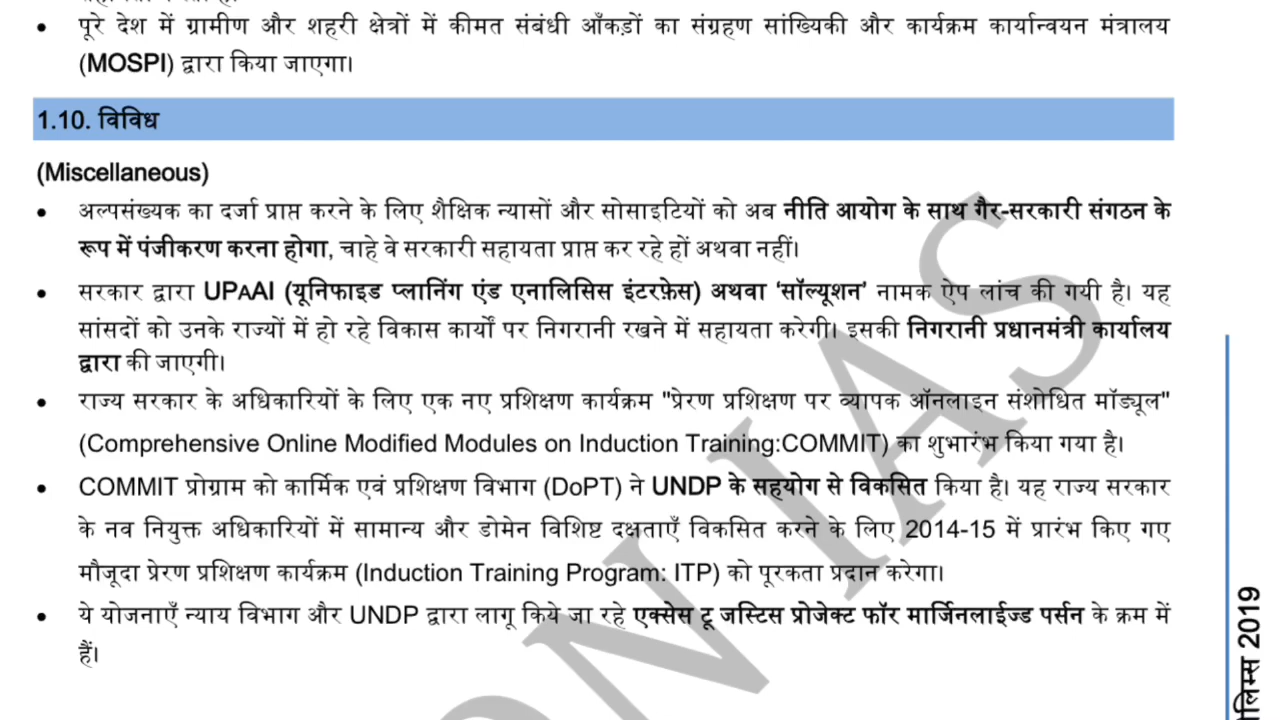 • पूरे देश में ग्रामीण और शहरी क्षेत्रों में कीमत संबंधी आँकड़ों का संग्रहण सांख्यिकी और कार्यक्रम कार्यान्वयन मंत्रालय
(MOSPI) द्वारा किया जाएगा।
1.10. विविध
(Miscellaneous)
• अल्पसंख्यक का दर्जा प्राप्त करने के लिए शैक्षिक न्यासों और सोसाइटियों को अब नीति आयोग के साथ गैर-सरकारी संगठन के
रूप में पंजीकरण करना होगा, चाहे वे सरकारी सहायता प्राप्त कर रहे हों अथवा नहीं।
• सरकार द्वारा UPAAI (यूनिफाइड प्लानिंग एंड एनालिसिस इंटरफ़ेस) अथवा ‘सॉल्यूशन’ नामक ऐप लांच की गयी है। यह
सांसदों को उनके राज्यों में हो रहे विकास कार्यों पर निगरानी रखने में सहायता करेगी। इसकी निगरानी प्रधानमंत्री कार्यालय
द्वारा की जाएगी।
• राज्य सरकार के अधिकारियों के लिए एक नए प्रशिक्षण कार्यक्रम "प्रेरण प्रशिक्षण पर व्यापक ऑनलाइन संशोधित मॉड्यूल"
(Comprehensive Online Modified Modules on Induction Training:COMMIT) का शुभारंभ किया गया है।
• COMMIT प्रोग्राम को कार्मिक एवं प्रशिक्षण विभाग (DoPT) ने UNDP के सहयोग से विकसित किया है। यह राज्य सरकार
के नव नियुक्त अधिकारियों में सामान्य और डोमेन विशिष्ट दक्षताएँ विकसित करने के लिए 2014-15 में प्रारंभ किए गए
मौजूदा प्रेरण प्रशिक्षण कार्यक्रम (Induction Training Program: ITP) को पूरकता प्रदान करेगा।
• ये योजनाएँ न्याय विभाग और UNDP द्वारा लागू किये जा रहे एक्सेस टू जस्टिस प्रोजेक्ट फॉर मार्जिनलाईज्ड पर्सन के क्रम में
हैं।
ON IAS
2019